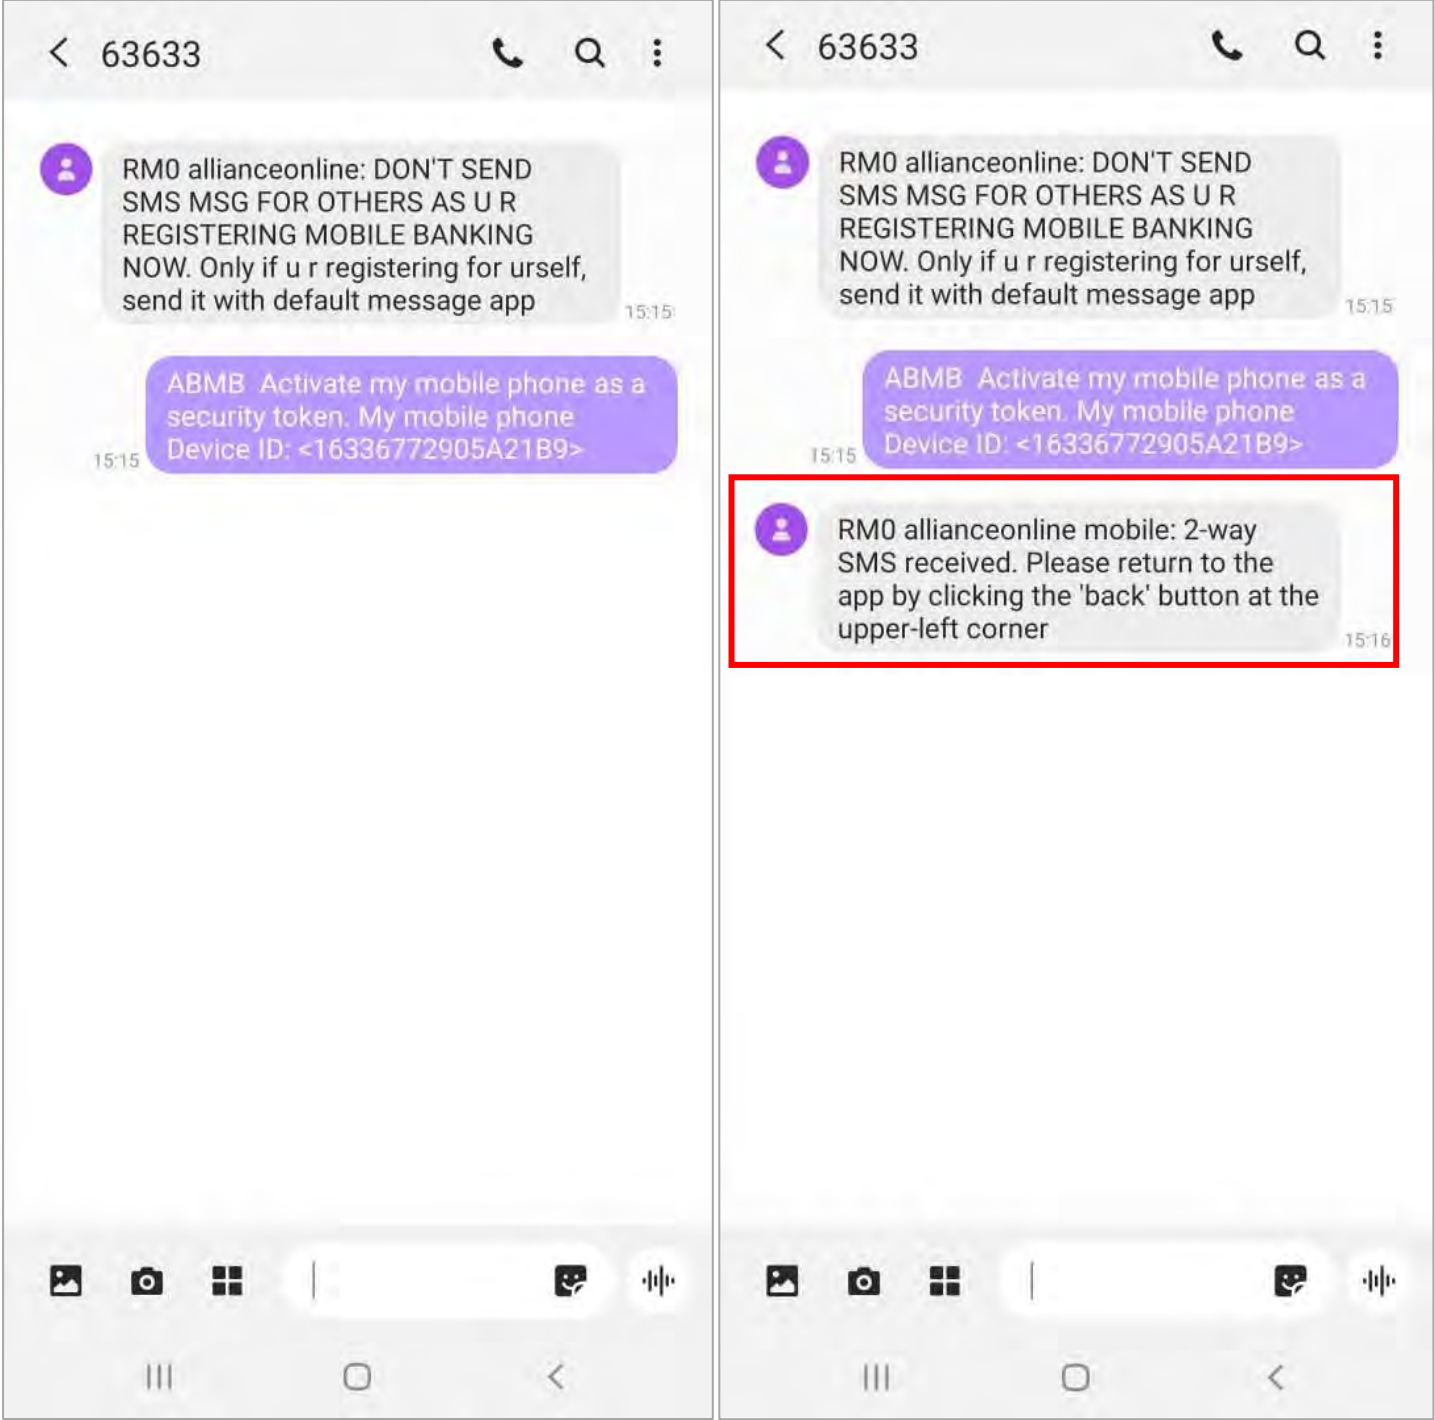 63633
RM0 allianceonline: DON'T SEND
SMS MSG FOR OTHERS AS U R
REGISTERING MOBILE BANKING
NOW. Only if u r registering for urself,
send it with default message app
15:15
ABMB Activate my mobile phone as a
security token. My mobile phone
Device ID: <16336772905A21B9>
15:15
63633
RM0 allianceonline: DON'T SEND
SMS MSG FOR OTHERS AS U R
REGISTERING MOBILE BANKING
NOW. Only if u r registering for urself,
send it with default message app
15:15
ABMB Activate my mobile phone as a
security token. My mobile phone
Device ID: <16336772905A21B9>
15:15
RM0 allianceonline mobile: 2-way
SMS received. Please return to the
app by clicking the 'back' button at the
upper-left corner
15:16